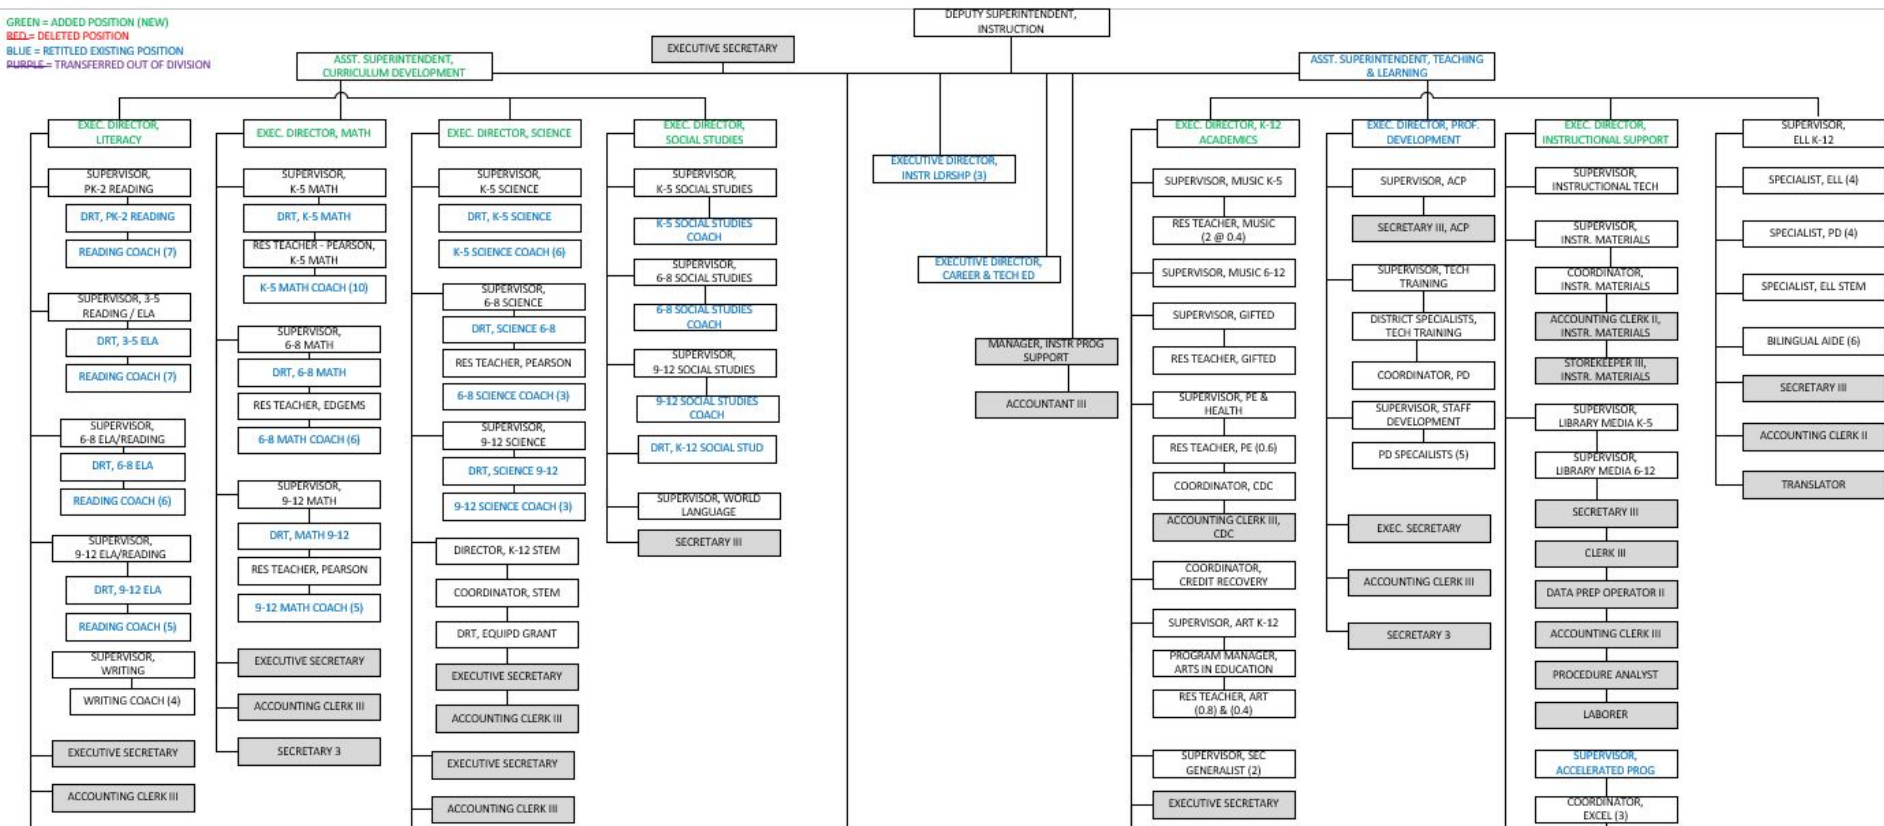 GREEN = ADDED POSITION (NEW)
RED = DELETED POSITION
BLUE = RETITLED EXISTING POSITION
PURPLE = TRANSFERRED OUT OF DIVISION
DEPUTY SUPERINTENDENT,
INSTRUCTION
EXECUTIVE SECRETARY
ASST. SUPERINTENDENT,
CURRICULUM DEVELOPMENT
ASST. SUPERINTENDENT, TEACHING
& LEARNING
EXEC. DIRECTOR,
LITERACY
SUPERVISOR,
PK-2 READING
DRT, PK-2 READING
READING COACH (7)
SUPERVISOR, 3-5
READING / ELA
DRT, 3-5 ELA
READING COACH (7)
SUPERVISOR,
6-8 ELA/READING
DRT, 6-8 ELA
READING COACH (6)
SUPERVISOR,
9-12 ELA/READING
DRT, 9-12 ELA
READING COACH (5)
SUPERVISOR,
WRITING
WRITING COACH (4)
EXECUTIVE SECRETARY
ACCOUNTING CLERK III
EXEC. DIRECTOR, MATH
SUPERVISOR,
K-5 MATH
DRT, K-5 MATH
RES TEACHER - PEARSON,
K-5 MATH
K-5 MATH COACH (10)
SUPERVISOR,
6-8 MATH
DRT, 6-8 MATH
RES TEACHER, EDGEMS
6-8 MATH COACH (6)
SUPERVISOR,
9-12 MATH
DRT, MATH 9-12
RES TEACHER, PEARSON
9-12 MATH COACH (5)
EXECUTIVE SECRETARY
ACCOUNTING CLERK III
SECRETARY 3
EXEC. DIRECTOR, SCIENCE
SUPERVISOR,
K-5 SCIENCE
DRT, K-5 SCIENCE
K-5 SCIENCE COACH (6)
SUPERVISOR,
6-8 SCIENCE
DRT, SCIENCE 6-8
RES TEACHER, PEARSON
6-8 SCIENCE COACH (3)
SUPERVISOR,
9-12 SCIENCE
DRT, SCIENCE 9-12
9-12 SCIENCE COACH (3)
DIRECTOR, K-12 STEM
COORDINATOR, STEM
DRT, EQUIPD GRANT
EXECUTIVE SECRETARY
ACCOUNTING CLERK III
EXECUTIVE SECRETARY
ACCOUNTING CLERK III
EXEC. DIRECTOR,
SOCIAL STUDIES
SUPERVISOR,
K-5 SOCIAL STUDIES
K-5 SOCIAL STUDIES
COACH
SUPERVISOR,
6-8 SOCIAL STUDIES
6-8 SOCIAL STUDIES
COACH
SUPERVISOR,
9-12 SOCIAL STUDIES
9-12 SOCIAL STUDIES
COACH
DRT, K-12 SOCIAL STUD
SUPERVISOR, WORLD
LANGUAGE
SECRETARY III
EXECUTIVE DIRECTOR,
INSTR LDRSHP (3)
EXECUTIVE DIRECTOR,
CAREER & TECH ED
MANAGER, INSTR PROG
SUPPORT
ACCOUNTANT III
EXEC. DIRECTOR, K-12
ACADEMICS
SUPERVISOR, MUSIC K-5
RES TEACHER, MUSIC
(2 @ 0.4)
SUPERVISOR, MUSIC 6-12
SUPERVISOR, GIFTED
RES TEACHER, GIFTED
SUPERVISOR, PE &
HEALTH
RES TEACHER, PE (0.6)
COORDINATOR, CDC
ACCOUNTING CLERK III,
CDC
COORDINATOR,
CREDIT RECOVERY
SUPERVISOR, ART K-12
PROGRAM MANAGER,
ARTS IN EDUCATION
RES TEACHER, ART
(0.8) & (0.4)
SUPERVISOR, SEC
GENERALIST (2)
EXECUTIVE SECRETARY
EXEC. DIRECTOR, PROF.
DEVELOPMENT
SUPERVISOR, ACP
SECRETARY III, ACP
SUPERVISOR, TECH
TRAINING
DISTRICT SPECIALISTS,
TECH TRAINING
COORDINATOR, PD
SUPERVISOR, STAFF
DEVELOPMENT
PD SPECAILISTS (5)
EXEC. SECRETARY
ACCOUNTING CLERK III
SECRETARY 3
EXEC. DIRECTOR,
INSTRUCTIONAL SUPPORT
SUPERVISOR,
INSTRUCTIONAL TECH
SUPERVISOR,
INSTR. MATERIALS
COORDINATOR,
INSTR. MATERIALS
ACCOUNTING CLERK II,
INSTR. MATERIALS
STOREKEEPER III,
INSTR. MATERIALS
SUPERVISOR,
LIBRARY MEDIA K-5
SUPERVISOR,
LIBRARY MEDIA 6-12
SECRETARY III
CLERK III
DATA PREP OPERATOR II
ACCOUNTING CLERK III
PROCEDURE ANALYST
LABORER
SUPERVISOR,
ACCELERATED PROG
COORDINATOR,
EXCEL (3)
SUPERVISOR,
ELL K-12
SPECIALIST, ELL (4)
SPECIALIST, PD (4)
SPECIALIST, ELL STEM
BILINGUAL AIDE (6)
SECRETARY III
ACCOUNTING CLERK II
TRANSLATOR